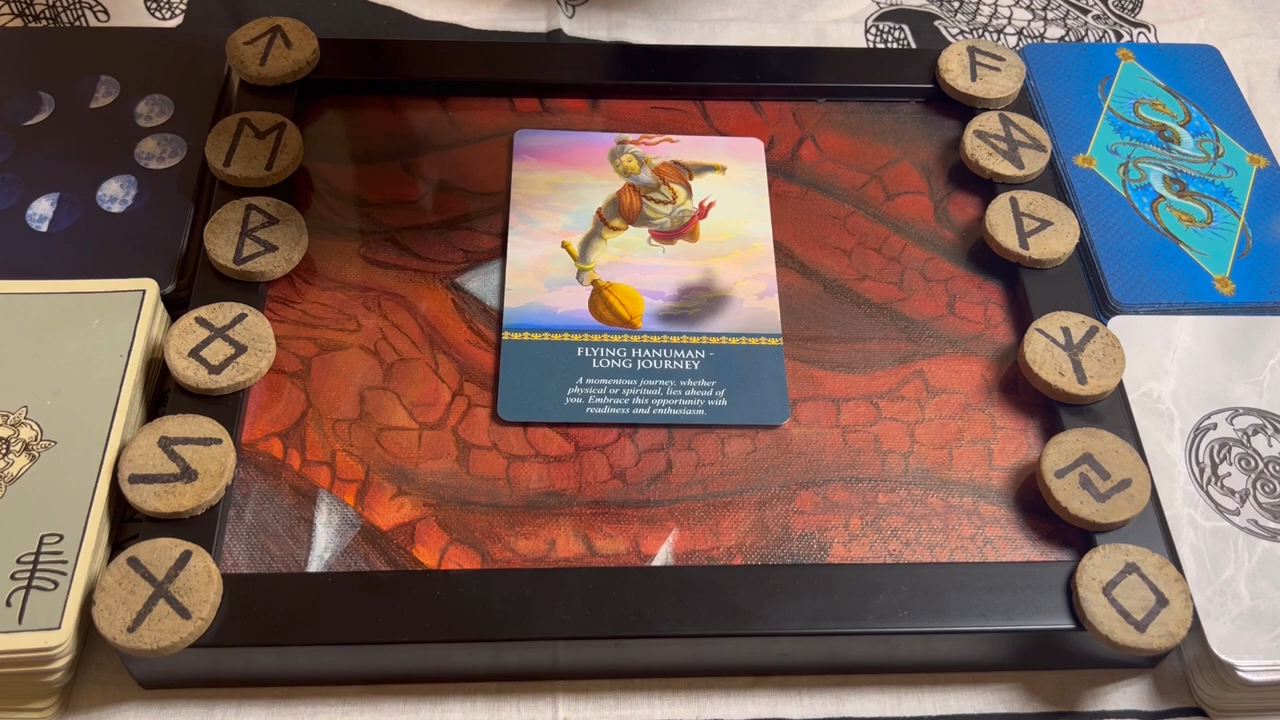 ᛏ
ᛖ
ᛒ
ᚷ
FLYING HANUMAN -
LONG JOURNEY
A momentous journey, whether
physical or spiritual, lies ahead of
you. Embrace this opportunity with
readiness and enthusiasm.
ᚨ
ᛞ
ᚦ
ᛉ
ᛜ